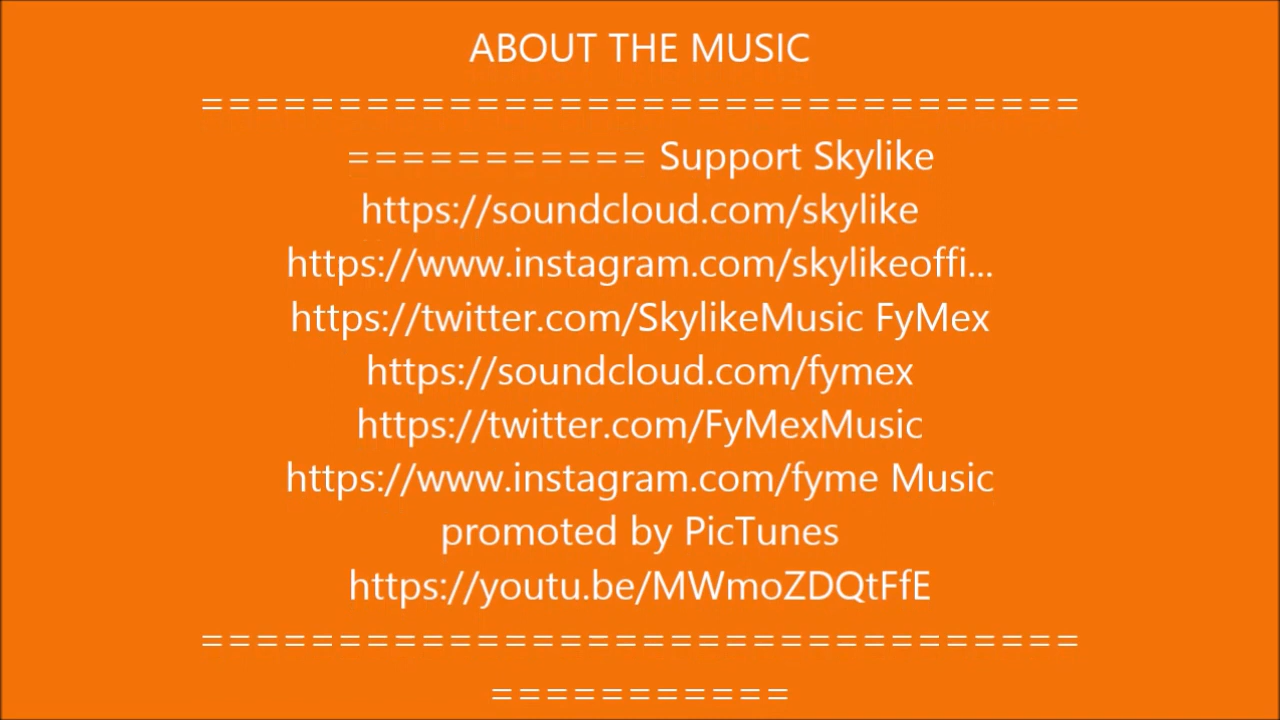 ABOUT THE MUSIC
================================
=========== Support Skylike
https://soundcloud.com/skylike
https://www.instagram.com/skylikeoffi...
https://twitter.com/SkylikeMusic FyMex
https://soundcloud.com/fymex
https://twitter.com/FyMexMusic
https://www.instagram.com/fyme Music
promoted by PicTunes
https://youtu.be/MWmoZDQtFfE
================================
===========